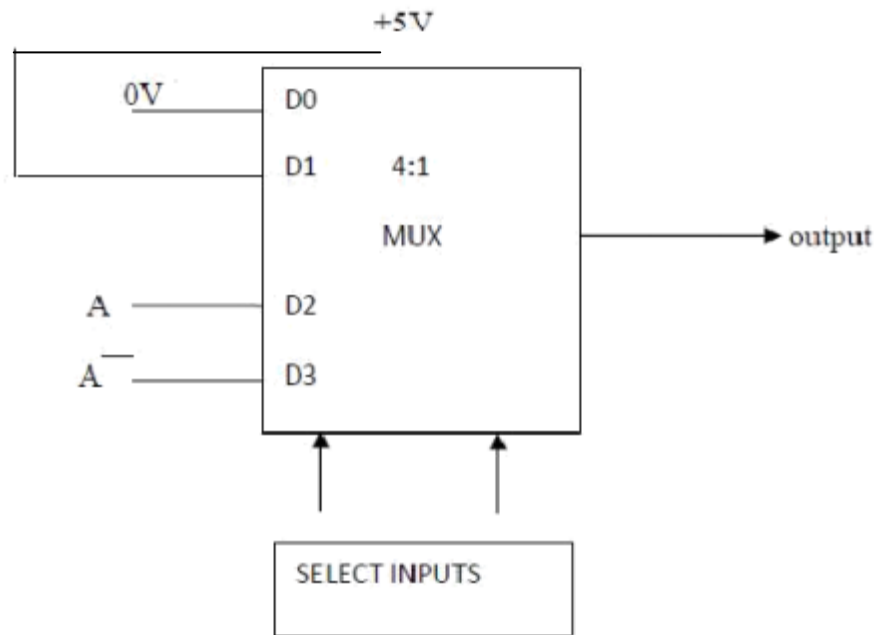 +5V
0V
D0
D1 4:1
MUX
output
A D2
A̅ D3
SELECT INPUTS